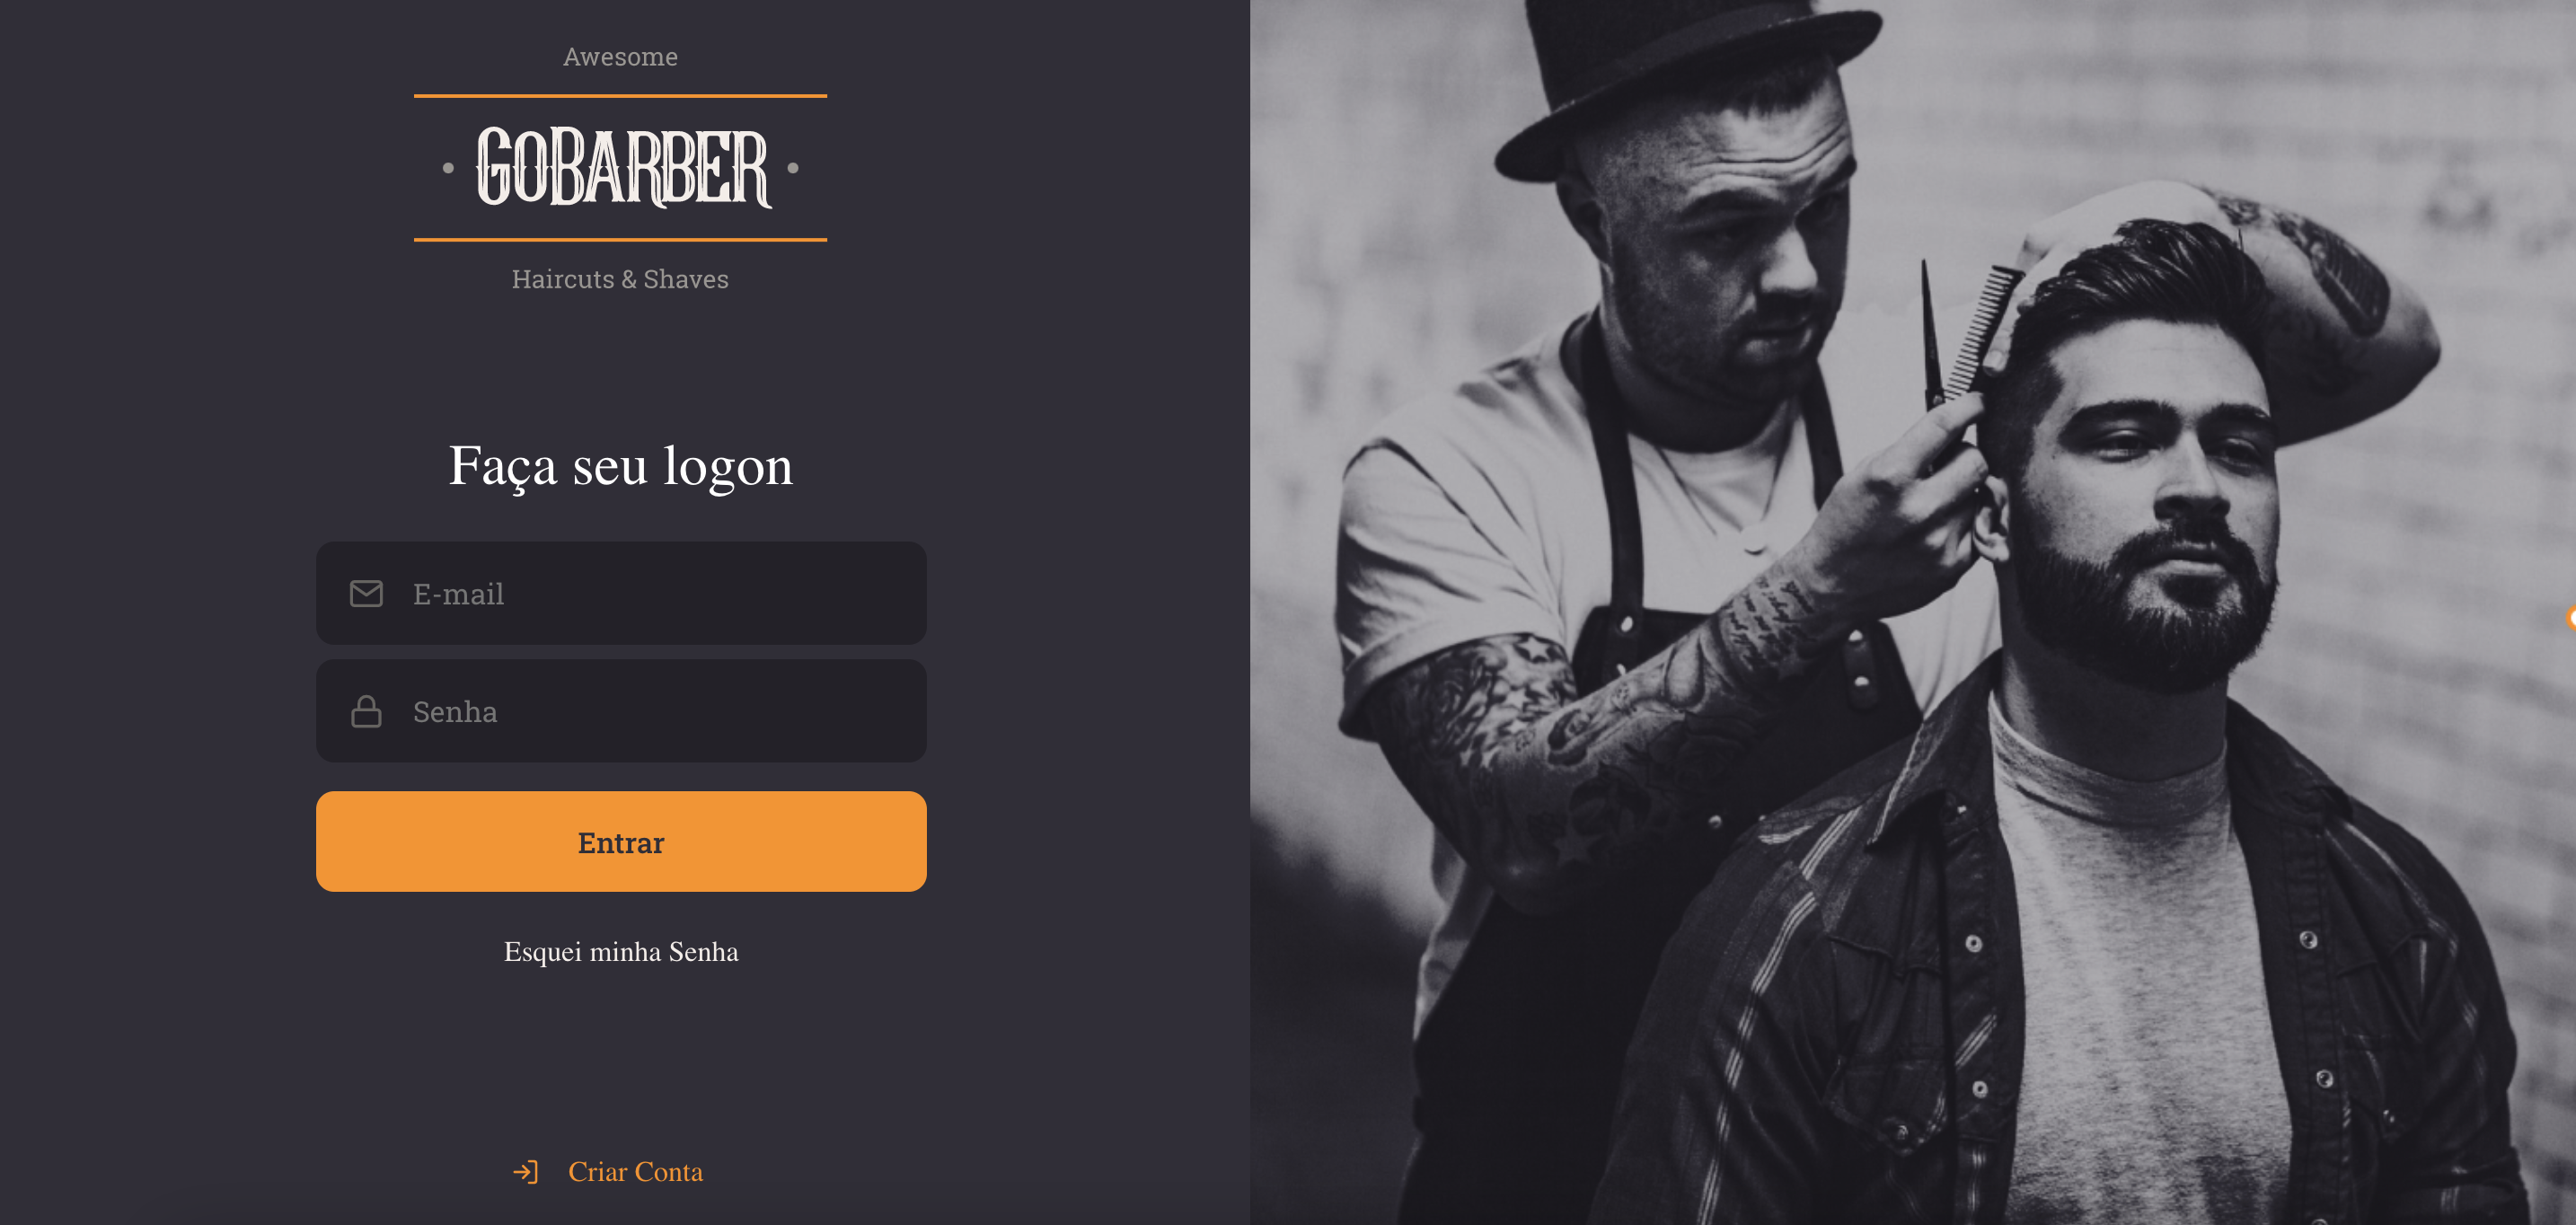 Awesome
GOBARBER
Haircuts & Shaves
Faça seu logon
E-mail
Senha
Entrar
Esquei minha Senha
Criar Conta